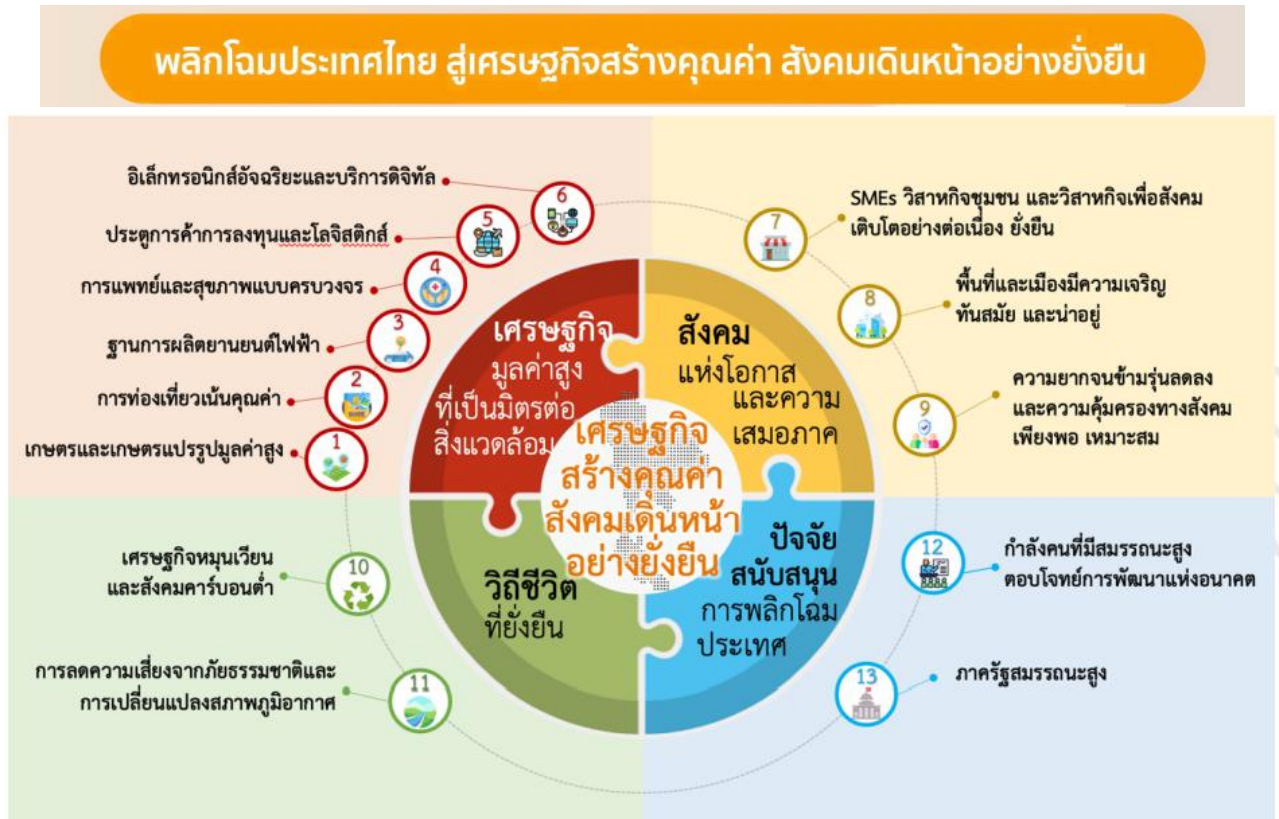 พลิกโฉมประเทศไทย สู่เศรษฐกิจสร้างคุณค่า สังคมเดินหน้าอย่างยั่งยืน
6
อิเล็กทรอนิกส์อัจฉริยะและบริการดิจิทัล
5
ประตูการค้าการลงทุนและโลจิสติกส์
4
การแพทย์และสุขภาพแบบครบวงจร
3
ฐานการผลิตยานยนต์ไฟฟ้า
2
การท่องเที่ยวเน้นคุณค่า
1
เกษตรและเกษตรแปรรูปมูลค่าสูง
เศรษฐกิจ
มูลค่าสูง
ที่เป็นมิตรต่อ
สิ่งแวดล้อม
7
SMEs วิสาหกิจชุมชน และวิสาหกิจเพื่อสังคม
เติบโตอย่างต่อเนื่อง ยั่งยืน
8
พื้นที่และเมืองมีความเจริญ
ทันสมัย และน่าอยู่
9
ความยากจนข้ามรุ่นลดลง
และความคุ้มครองทางสังคม
เพียงพอ เหมาะสม
สังคม
แห่งโอกาส
และความ
เสมอภาค
เศรษฐกิจ
สร้างคุณค่า
สังคมเดินหน้า
อย่างยั่งยืน
10
เศรษฐกิจหมุนเวียน
และสังคมคาร์บอนต่ำ
11
การลดความเสี่ยงจากภัยธรรมชาติและ
การเปลี่ยนแปลงสภาพภูมิอากาศ
วิถีชีวิต
ที่ยั่งยืน
ปัจจัย
สนับสนุน
การพลิกโฉม
ประเทศ
12
กำลังคนที่มีสมรรถนะสูง
ตอบโจทย์การพัฒนาแห่งอนาคต
13
ภาครัฐสมรรถนะสูง